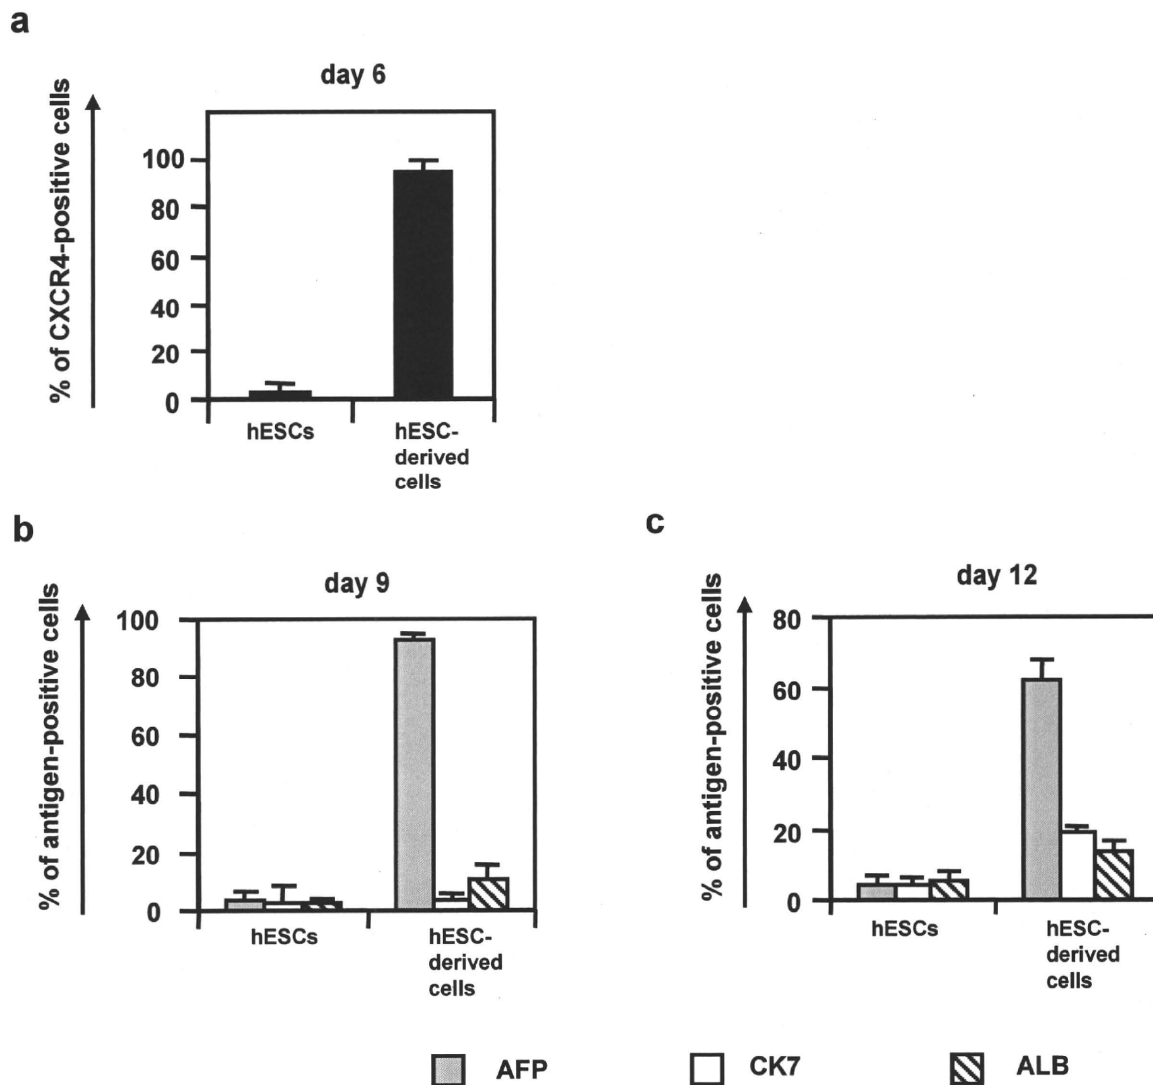 a
day 6
% of CXCR4-positive cells
100
80
60
40
20
0
hESCs
hESC-
derived
cells
b
day 9
% of antigen-positive cells
100
80
60
40
20
0
hESCs
hESC-
derived
cells
c
day 12
% of antigen-positive cells
80
60
40
20
0
hESCs
hESC-
derived
cells
AFP
CK7
ALB